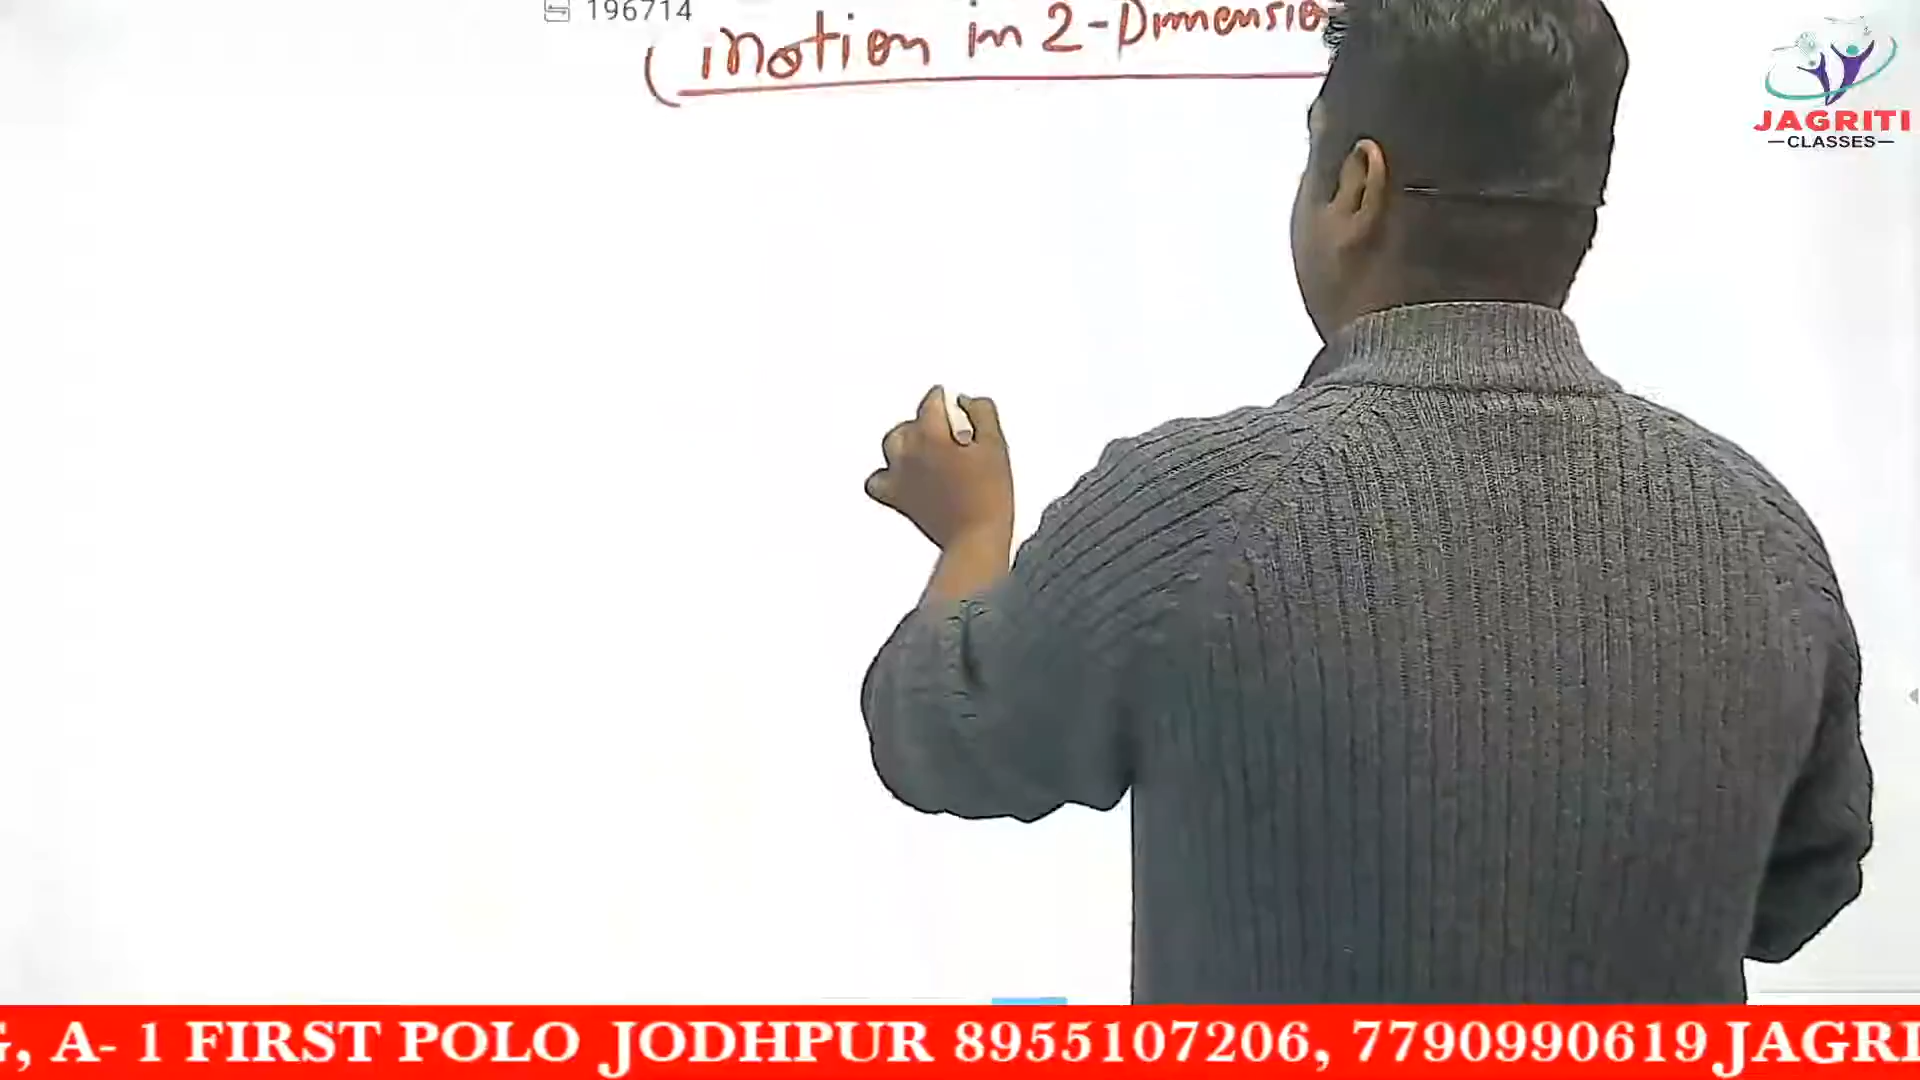 196714
Motion in 2-Dimensio
JAGRITI
CLASSES
, A- 1 FIRST POLO JODHPUR 8955107206, 7790990619 JAGRI